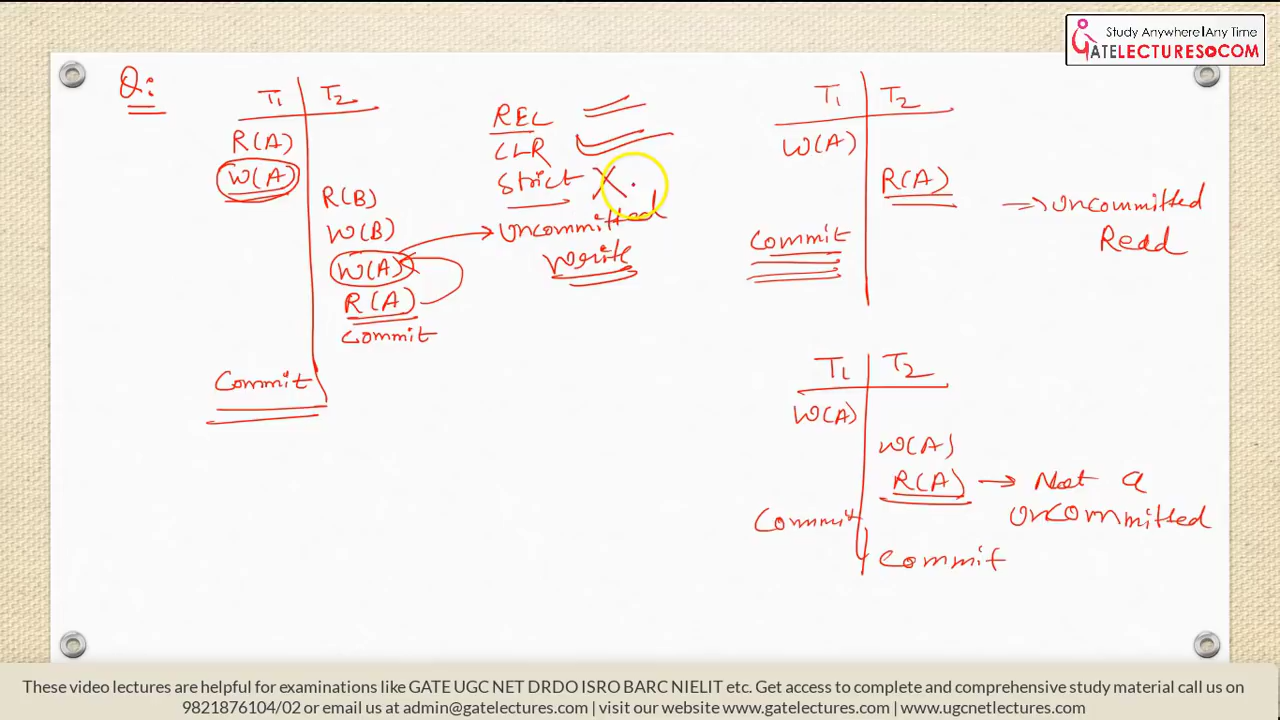 Study Anywhere|Any Time
GATELECTURES.COM
Q:
T1 T2
R(A)
W(A)
R(B)
W(B)
W(A)
R(A)
Commit
Commit
REC
CLR
Strict X
Uncommitted
Write
T1 T2
W(A)
R(A)
Commit
→ Uncommitted
Read
T1 T2
W(A)
W(A)
R(A) → Not a
Uncommitted
Commit
Commit
These video lectures are helpful for examinations like GATE UGC NET DRDO ISRO BARC NIELIT etc. Get access to complete and comprehensive study material call us on
9821876104/02 or email us at admin@gatelectures.com | visit our website www.gatelectures.com | www.ugcnetlectures.com